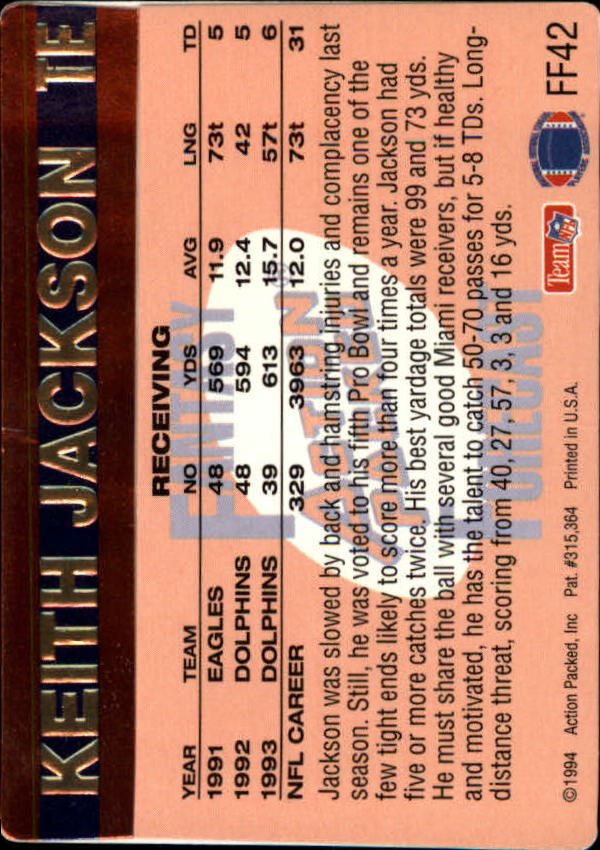 KEITH JACKSON TE
RECEIVING
YEAR TEAM NO YDS AVG LNG TD
1991 EAGLES 48 569 11.9 73t 5
1992 DOLPHINS 48 594 12.4 42 5
1993 DOLPHINS 39 613 15.7 57t 6
NFL CAREER 329 3963 12.0 73t 31
FANTASY
ACTION
PACKED
FORECAST
Jackson was slowed by back and hamstring injuries and complacency last
season. Still, he was voted to his fifth Pro Bowl and remains one of the
few tight ends likely to score more than four times a year. Jackson had
five or more catches twice. His best yardage totals were 99 and 73 yds.
He must share the ball with several good Miami receivers, but if healthy
and motivated, he has the talent to catch 50-70 passes for 5-8 TDs. Long-
distance threat, scoring from 40, 27, 57, 3, 3 and 16 yds.
©1994 Action Packed, Inc Pat. #315,364 Printed in U.S.A.
Team NFL
FF42